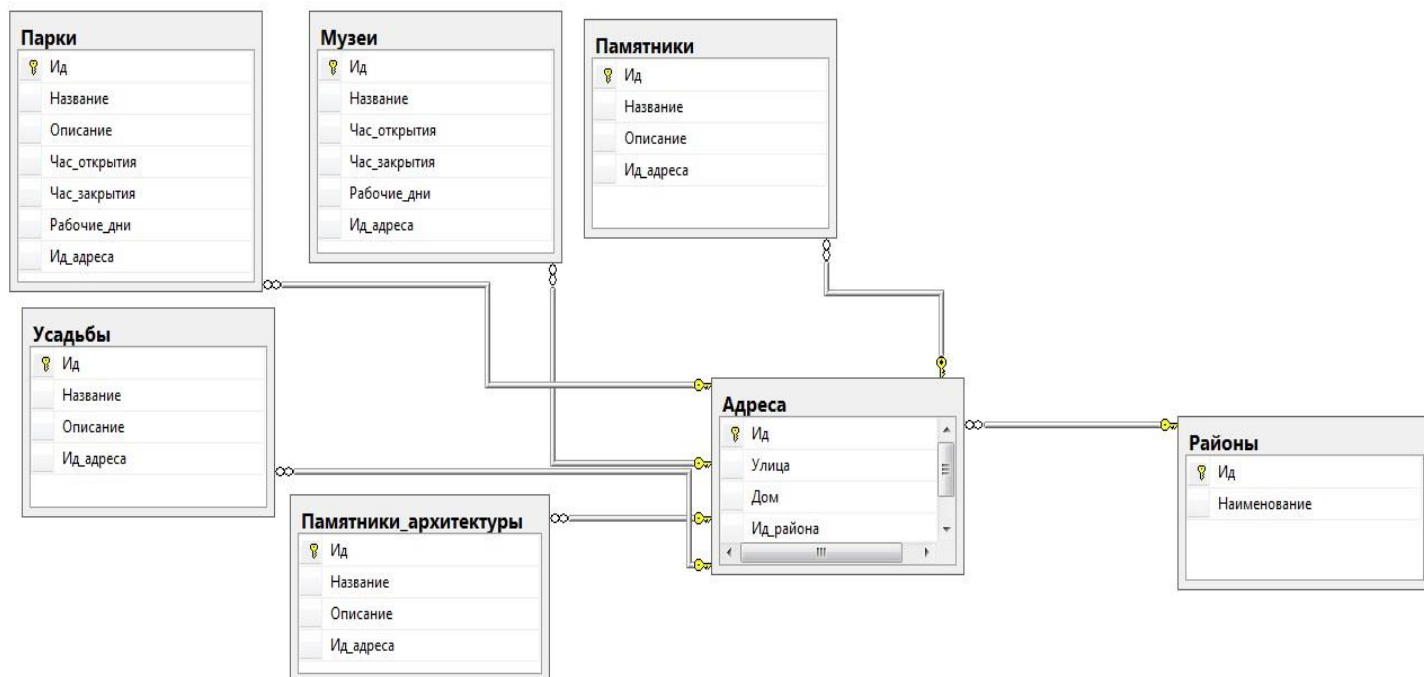 Парки
Ид
Название
Описание
Час_открытия
Час_закрытия
Рабочие_дни
Ид_адреса
Музеи
Ид
Название
Час_открытия
Час_закрытия
Рабочие_дни
Ид_адреса
Памятники
Ид
Название
Описание
Ид_адреса
Усадьбы
Ид
Название
Описание
Ид_адреса
Памятники_архитектуры
Ид
Название
Описание
Ид_адреса
Адреса
Ид
Улица
Дом
Ид_района
Районы
Ид
Наименование